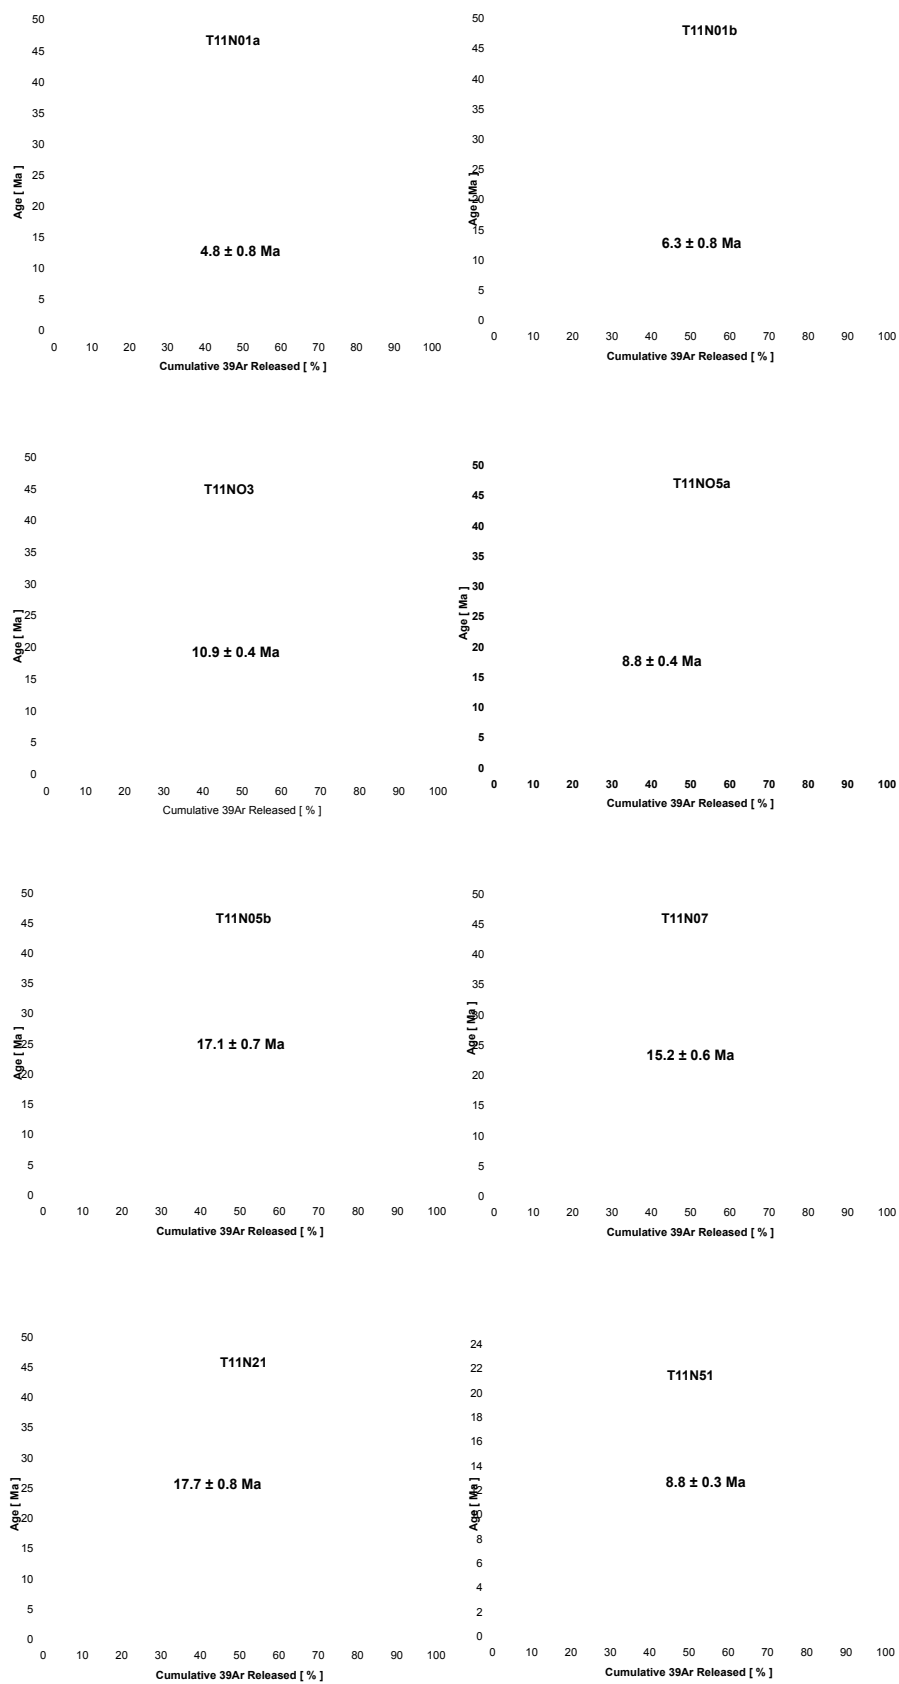 T11N01a
50
45
40
35
30
25
20
15
10
5
0
Age [ Ma ]
4.8 ± 0.8 Ma
0 10 20 30 40 50 60 70 80 90 100
Cumulative 39Ar Released [ % ]
T11N01b
50
45
40
35
30
25
20
15
10
5
0
Age [ Ma ]
6.3 ± 0.8 Ma
0 10 20 30 40 50 60 70 80 90 100
Cumulative 39Ar Released [ % ]
T11NO3
50
45
40
35
30
25
20
15
10
5
0
Age [ Ma ]
10.9 ± 0.4 Ma
0 10 20 30 40 50 60 70 80 90 100
Cumulative 39Ar Released [ % ]
T11NO5a
50
45
40
35
30
25
20
15
10
5
0
Age [ Ma ]
8.8 ± 0.4 Ma
0 10 20 30 40 50 60 70 80 90 100
Cumulative 39Ar Released [ % ]
T11N05b
50
45
40
35
30
25
20
15
10
5
0
Age [ Ma ]
17.1 ± 0.7 Ma
0 10 20 30 40 50 60 70 80 90 100
Cumulative 39Ar Released [ % ]
T11N07
50
45
40
35
30
25
20
15
10
5
0
Age [ Ma ]
15.2 ± 0.6 Ma
0 10 20 30 40 50 60 70 80 90 100
Cumulative 39Ar Released [ % ]
T11N21
50
45
40
35
30
25
20
15
10
5
0
Age [ Ma ]
17.7 ± 0.8 Ma
0 10 20 30 40 50 60 70 80 90 100
Cumulative 39Ar Released [ % ]
T11N51
24
22
20
18
16
14
12
10
8
6
4
2
0
Age [ Ma ]
8.8 ± 0.3 Ma
0 10 20 30 40 50 60 70 80 90 100
Cumulative 39Ar Released [ % ]